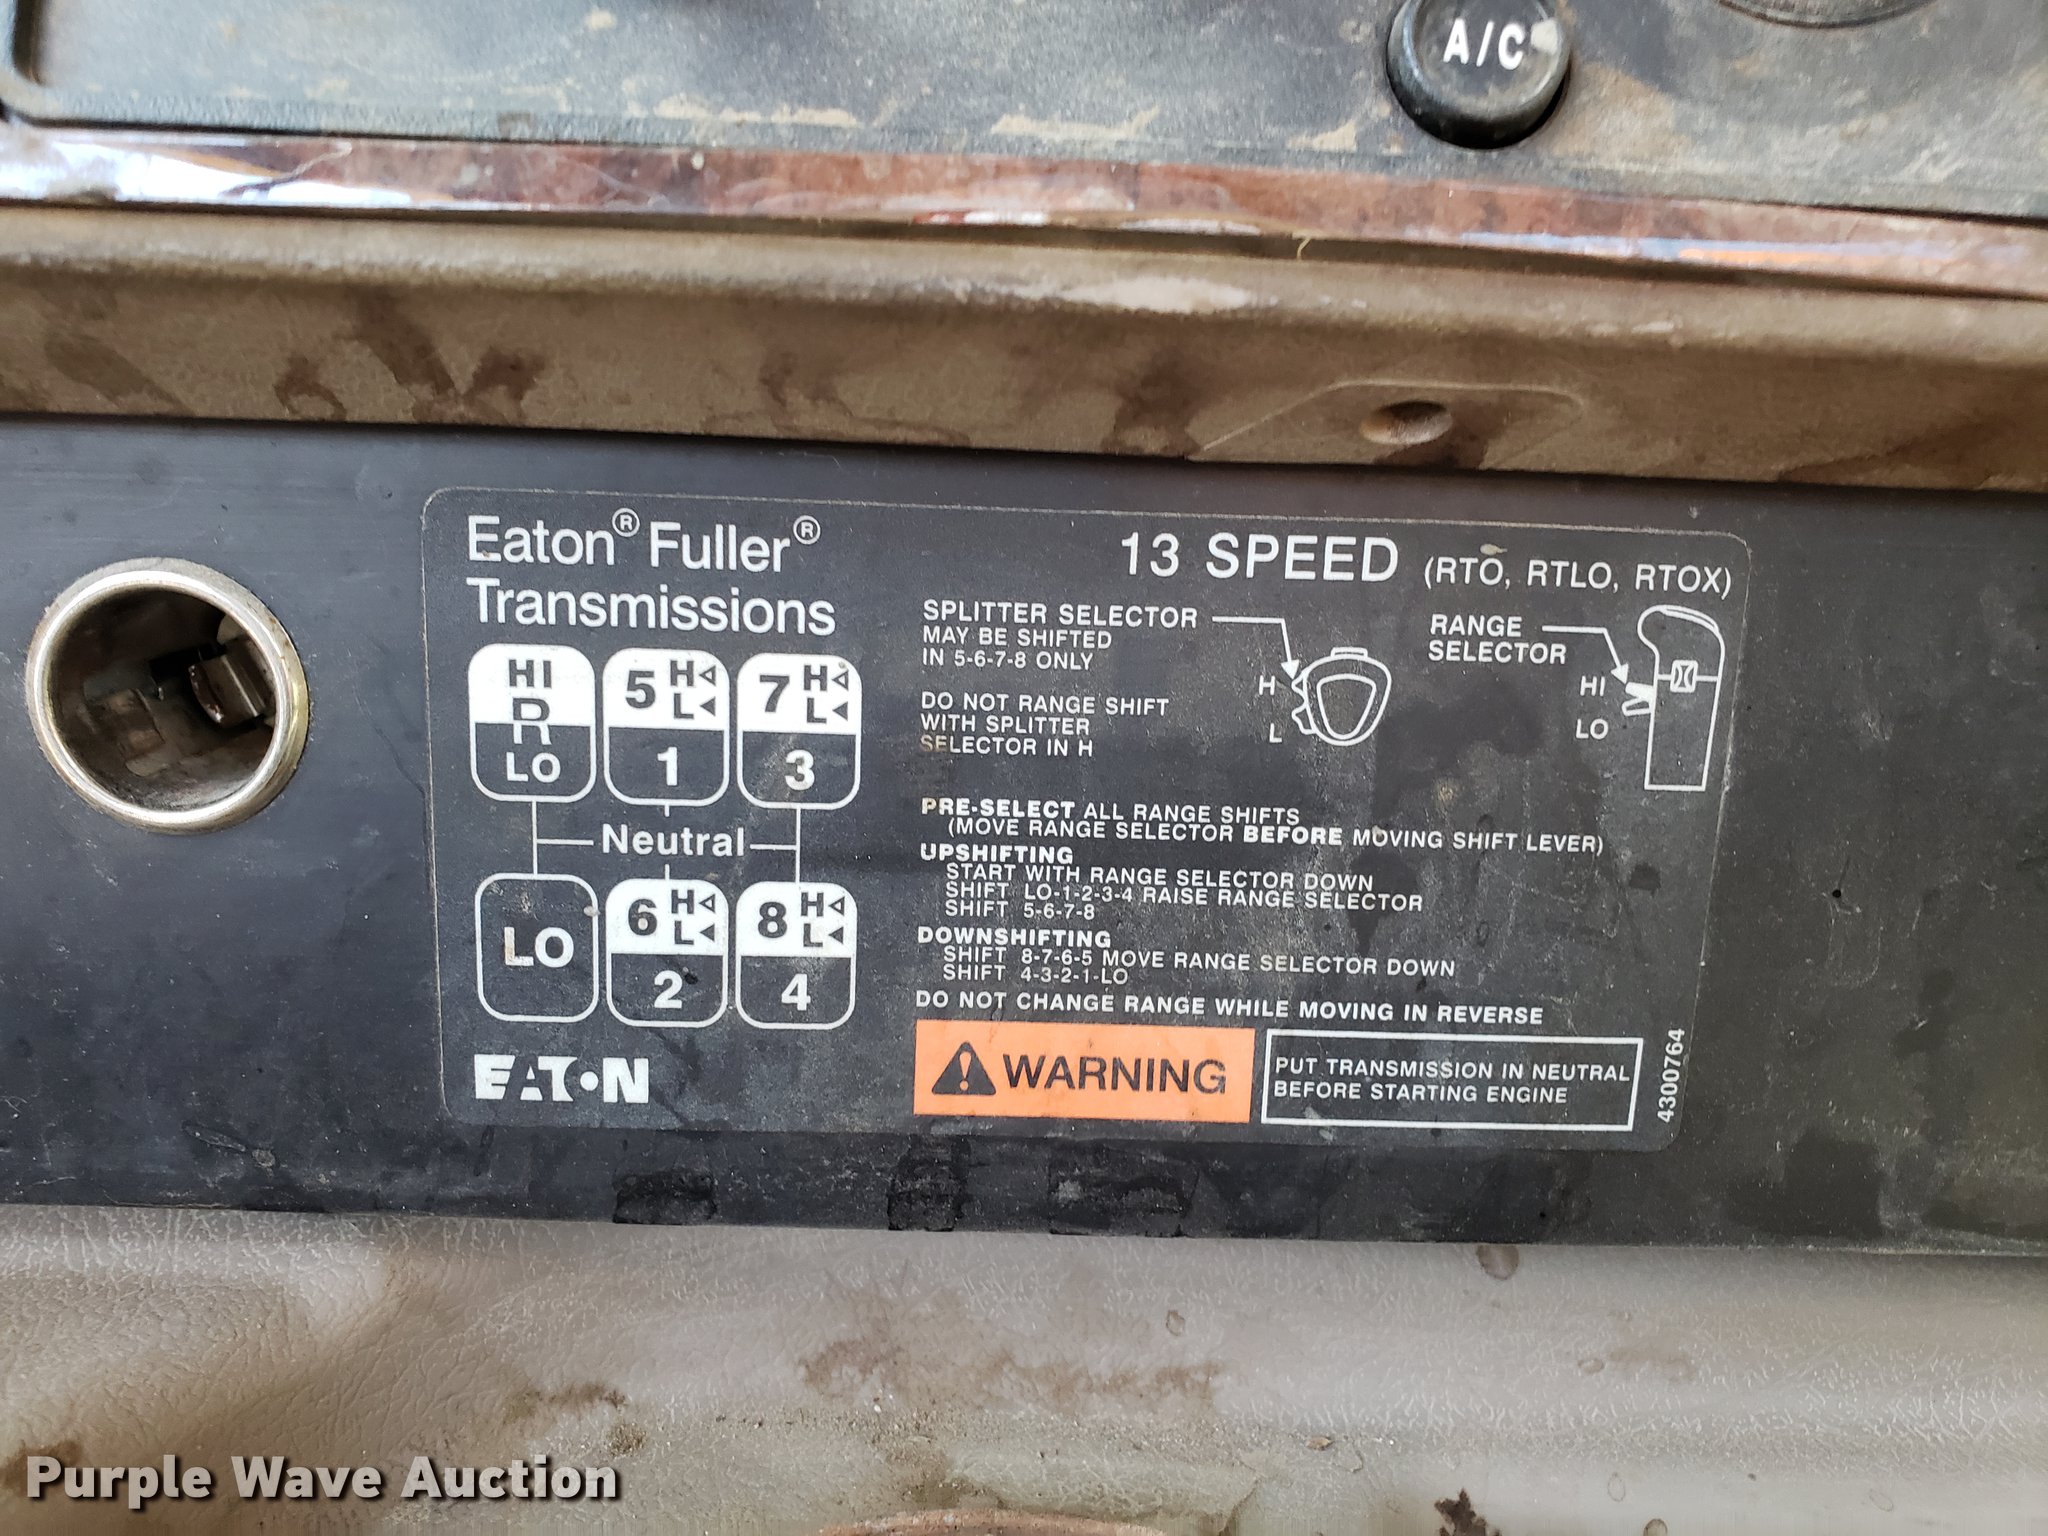 A/C
Eaton® Fuller®
Transmissions
13 SPEED (RTO, RTLO, RTOX)
HI
R
LO
5 H
L
1
7 H
L
3
Neutral
LO
6 H
L
2
8 H
L
4
EATON
SPLITTER SELECTOR
MAY BE SHIFTED
IN 5-6-7-8 ONLY
DO NOT RANGE SHIFT
WITH SPLITTER
SELECTOR IN H
H
L
RANGE
SELECTOR
HI
LO
PRE-SELECT ALL RANGE SHIFTS
(MOVE RANGE SELECTOR BEFORE MOVING SHIFT LEVER)
UPSHIFTING
START WITH RANGE SELECTOR DOWN
SHIFT LO-1-2-3-4 RAISE RANGE SELECTOR
SHIFT 5-6-7-8
DOWNSHIFTING
SHIFT 8-7-6-5 MOVE RANGE SELECTOR DOWN
SHIFT 4-3-2-1-LO
DO NOT CHANGE RANGE WHILE MOVING IN REVERSE
WARNING
PUT TRANSMISSION IN NEUTRAL
BEFORE STARTING ENGINE
4300764
Purple Wave Auction